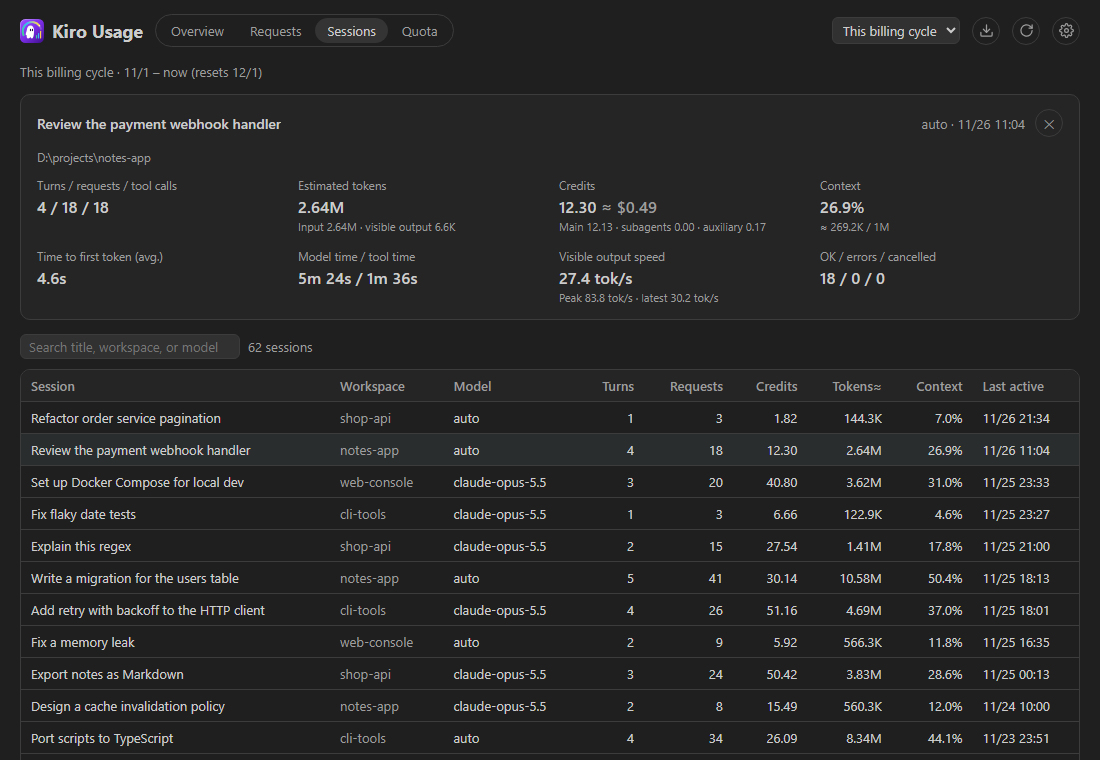 Kiro Usage Overview Requests Sessions Quota This billing cycle
This billing cycle · 11/1 – now (resets 12/1)
Review the payment webhook handler auto · 11/26 11:04
D:\projects\notes-app
Turns / requests / tool calls Estimated tokens Credits Context
4 / 18 / 18 2.64M 12.30 ≈ $0.49 26.9%
Input 2.64M · visible output 6.6K Main 12.13 · subagents 0.00 · auxiliary 0.17 ≈ 269.2K / 1M
Time to first token (avg.) Model time / tool time Visible output speed OK / errors / cancelled
4.6s 5m 24s / 1m 36s 27.4 tok/s 18 / 0 / 0
Peak 83.8 tok/s · latest 30.2 tok/s
Search title, workspace, or model 62 sessions
Session Workspace Model Turns Requests Credits Tokens≈ Context Last active
Refactor order service pagination shop-api auto 1 3 1.82 144.3K 7.0% 11/26 21:34
Review the payment webhook handler notes-app auto 4 18 12.30 2.64M 26.9% 11/26 11:04
Set up Docker Compose for local dev web-console claude-opus-5.5 3 20 40.80 3.62M 31.0% 11/25 23:33
Fix flaky date tests cli-tools claude-opus-5.5 1 3 6.66 122.9K 4.6% 11/25 23:27
Explain this regex shop-api claude-opus-5.5 2 15 27.54 1.41M 17.8% 11/25 21:00
Write a migration for the users table notes-app auto 5 41 30.14 10.58M 50.4% 11/25 18:13
Add retry with backoff to the HTTP client cli-tools claude-opus-5.5 4 26 51.16 4.69M 37.0% 11/25 18:01
Fix a memory leak web-console auto 2 9 5.92 566.3K 11.8% 11/25 16:35
Export notes as Markdown shop-api claude-opus-5.5 3 24 50.42 3.83M 28.6% 11/25 00:13
Design a cache invalidation policy notes-app claude-opus-5.5 2 8 15.49 560.3K 12.0% 11/24 10:00
Port scripts to TypeScript cli-tools auto 4 34 26.09 8.34M 44.1% 11/23 23:51